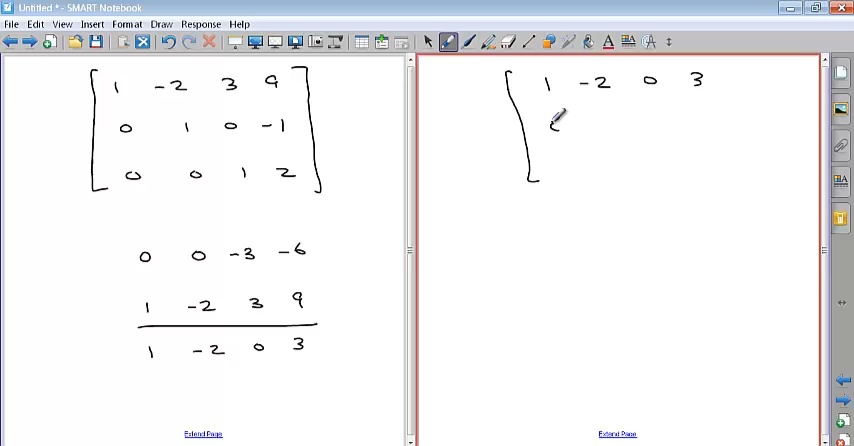 Untitled * - SMART Notebook
File Edit View Insert Format Draw Response Help
1 -2 3 9
0 1 0 -1
0 0 1 2
0 0 -3 -6
1 -2 3 9
1 -2 0 3
Extend Page
1 -2 0 3
Extend Page